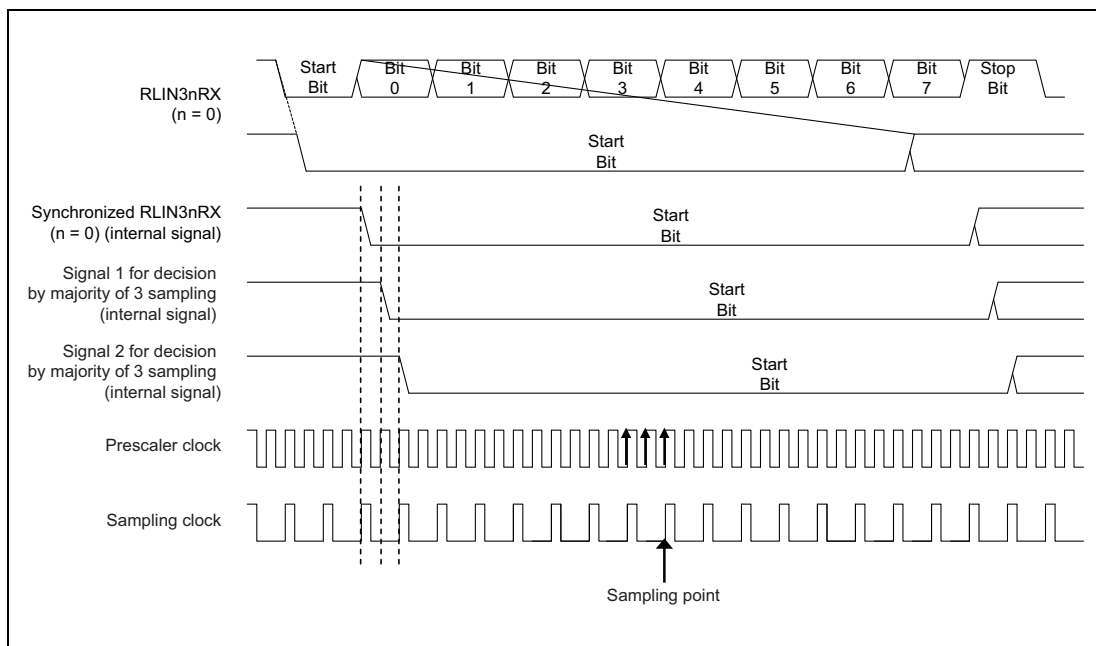 RLIN3nRX
(n = 0)
Start
Bit
Bit
0
Bit
1
Bit
2
Bit
3
Bit
4
Bit
5
Bit
6
Bit
7
Stop
Bit
Start
Bit
Synchronized RLIN3nRX
(n = 0) (internal signal)
Start
Bit
Signal 1 for decision
by majority of 3 sampling
(internal signal)
Start
Bit
Signal 2 for decision
by majority of 3 sampling
(internal signal)
Start
Bit
Prescaler clock
Sampling clock
Sampling point